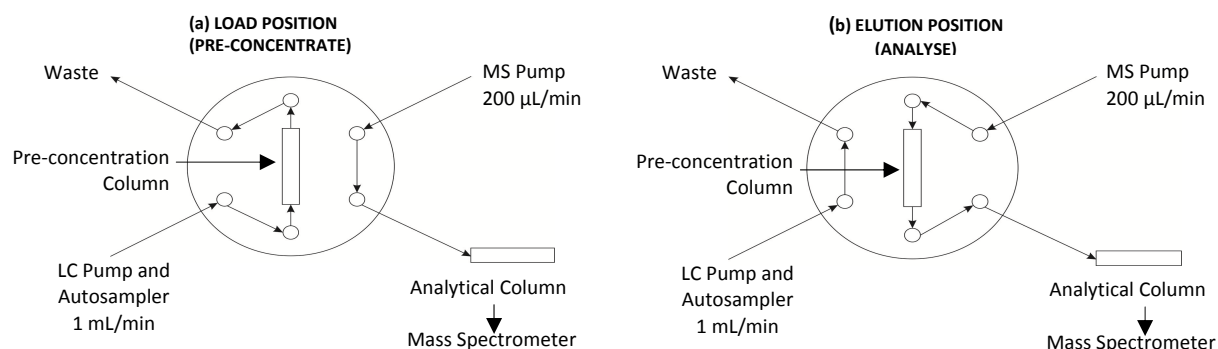 (a) LOAD POSITION
(PRE-CONCENTRATE)
Waste
MS Pump
200 µL/min
Pre-concentration
Column
LC Pump and
Autosampler
1 mL/min
Analytical Column
Mass Spectrometer
(b) ELUTION POSITION
(ANALYSE)
Waste
MS Pump
200 µL/min
Pre-concentration
Column
LC Pump and
Autosampler
1 mL/min
Analytical Column
Mass Spectrometer